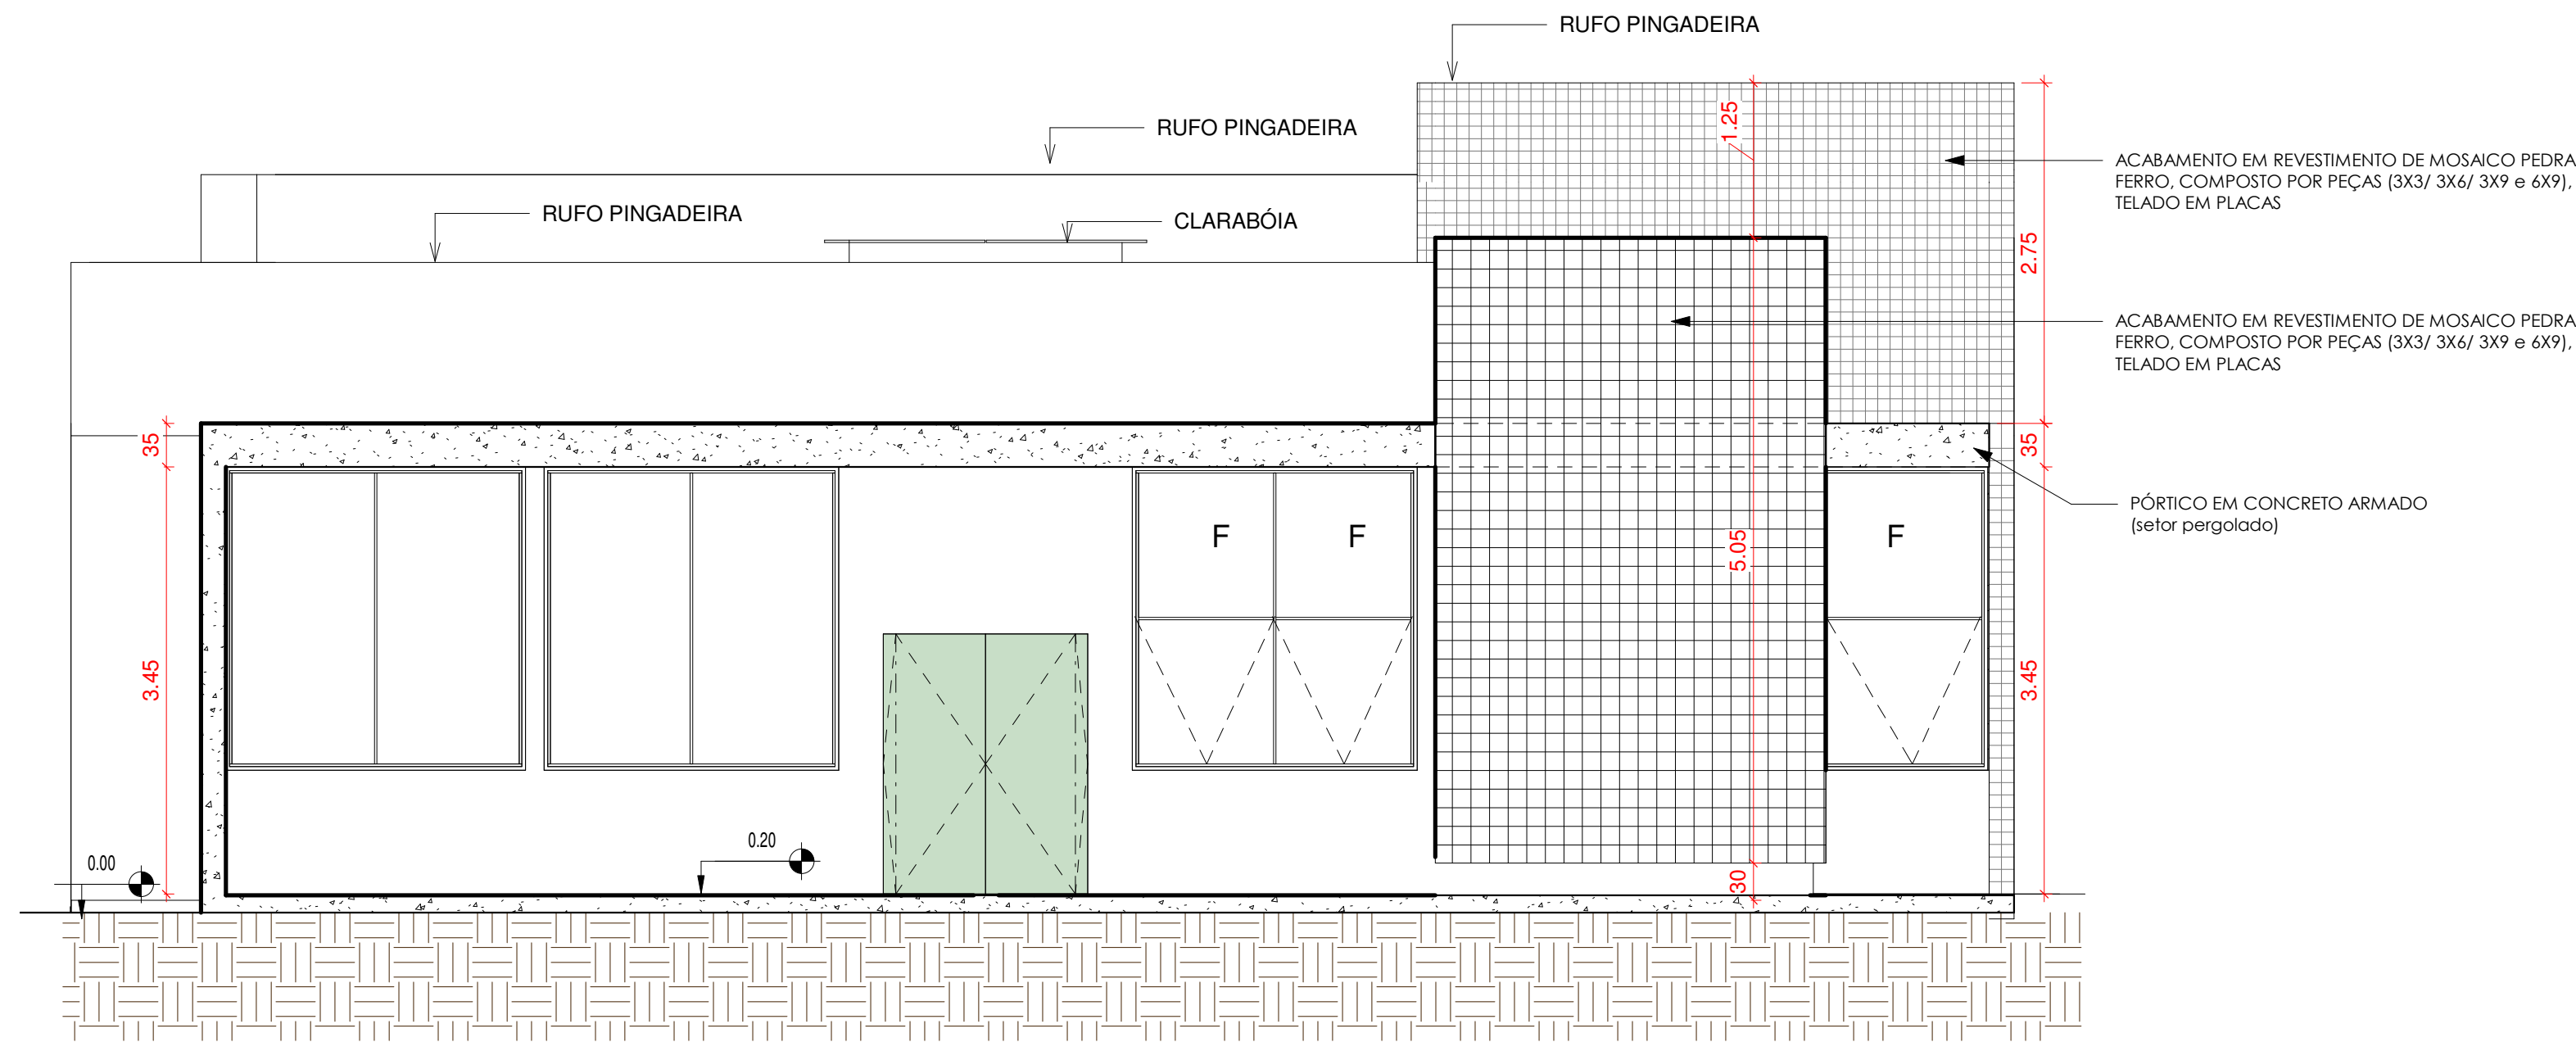 RUFO PINGADEIRA
RUFO PINGADEIRA
RUFO PINGADEIRA
CLARABÓIA
1.25
2.75
ACABAMENTO EM REVESTIMENTO DE MOSAICO PEDRA
FERRO, COMPOSTO POR PEÇAS (3X3/ 3X6/ 3X9 e 6X9),
TELADO EM PLACAS
ACABAMENTO EM REVESTIMENTO DE MOSAICO PEDRA
FERRO, COMPOSTO POR PEÇAS (3X3/ 3X6/ 3X9 e 6X9),
TELADO EM PLACAS
35
35
PÓRTICO EM CONCRETO ARMADO
(setor pergolado)
F
F
F
5.05
3.45
3.45
0.20
0.00
30